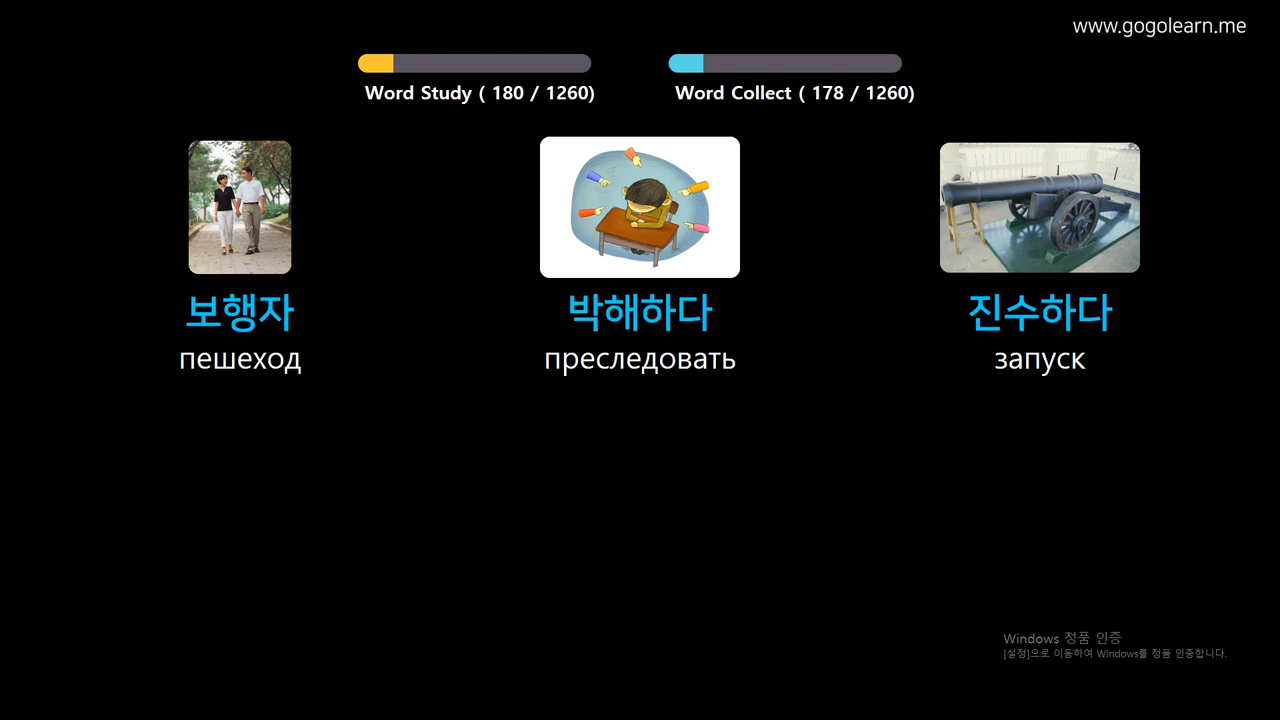 www.gogolearn.me
Word Study ( 180 / 1260)
Word Collect ( 178 / 1260)
보행자
박해하다
진수하다
пешеход
преследовать
запуск
Windows 정품 인증
[설정]으로 이동하여 Windows를 정품 인증합니다.